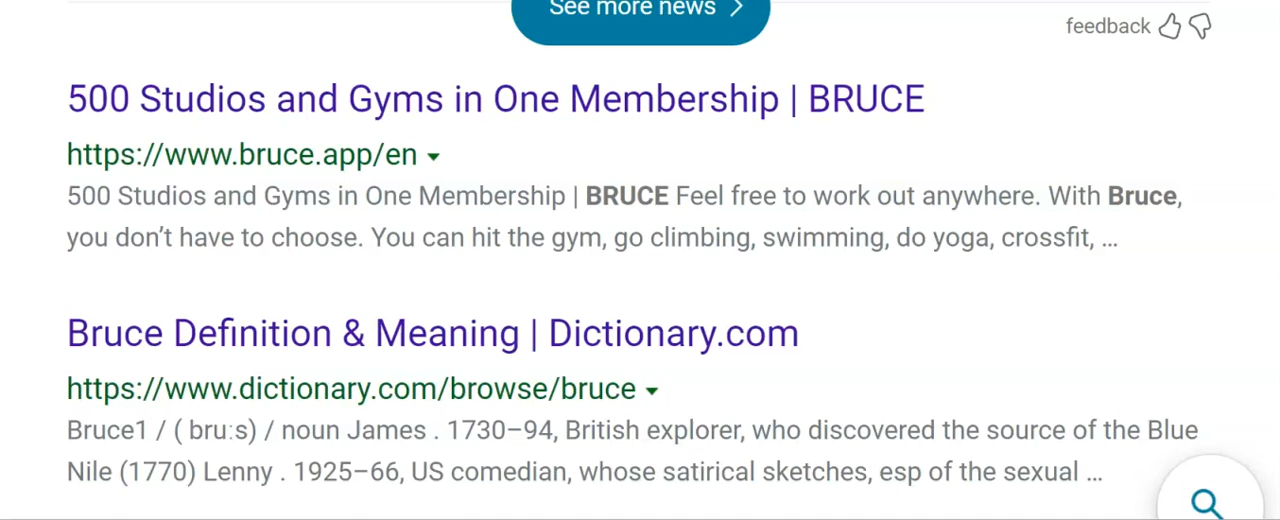 See more news
feedback
500 Studios and Gyms in One Membership | BRUCE
https://www.bruce.app/en
500 Studios and Gyms in One Membership | BRUCE Feel free to work out anywhere. With Bruce,
you don’t have to choose. You can hit the gym, go climbing, swimming, do yoga, crossfit, ...
Bruce Definition & Meaning | Dictionary.com
https://www.dictionary.com/browse/bruce
Bruce1 / ( bruːs) / noun James . 1730–94, British explorer, who discovered the source of the Blue
Nile (1770) Lenny . 1925–66, US comedian, whose satirical sketches, esp of the sexual ...